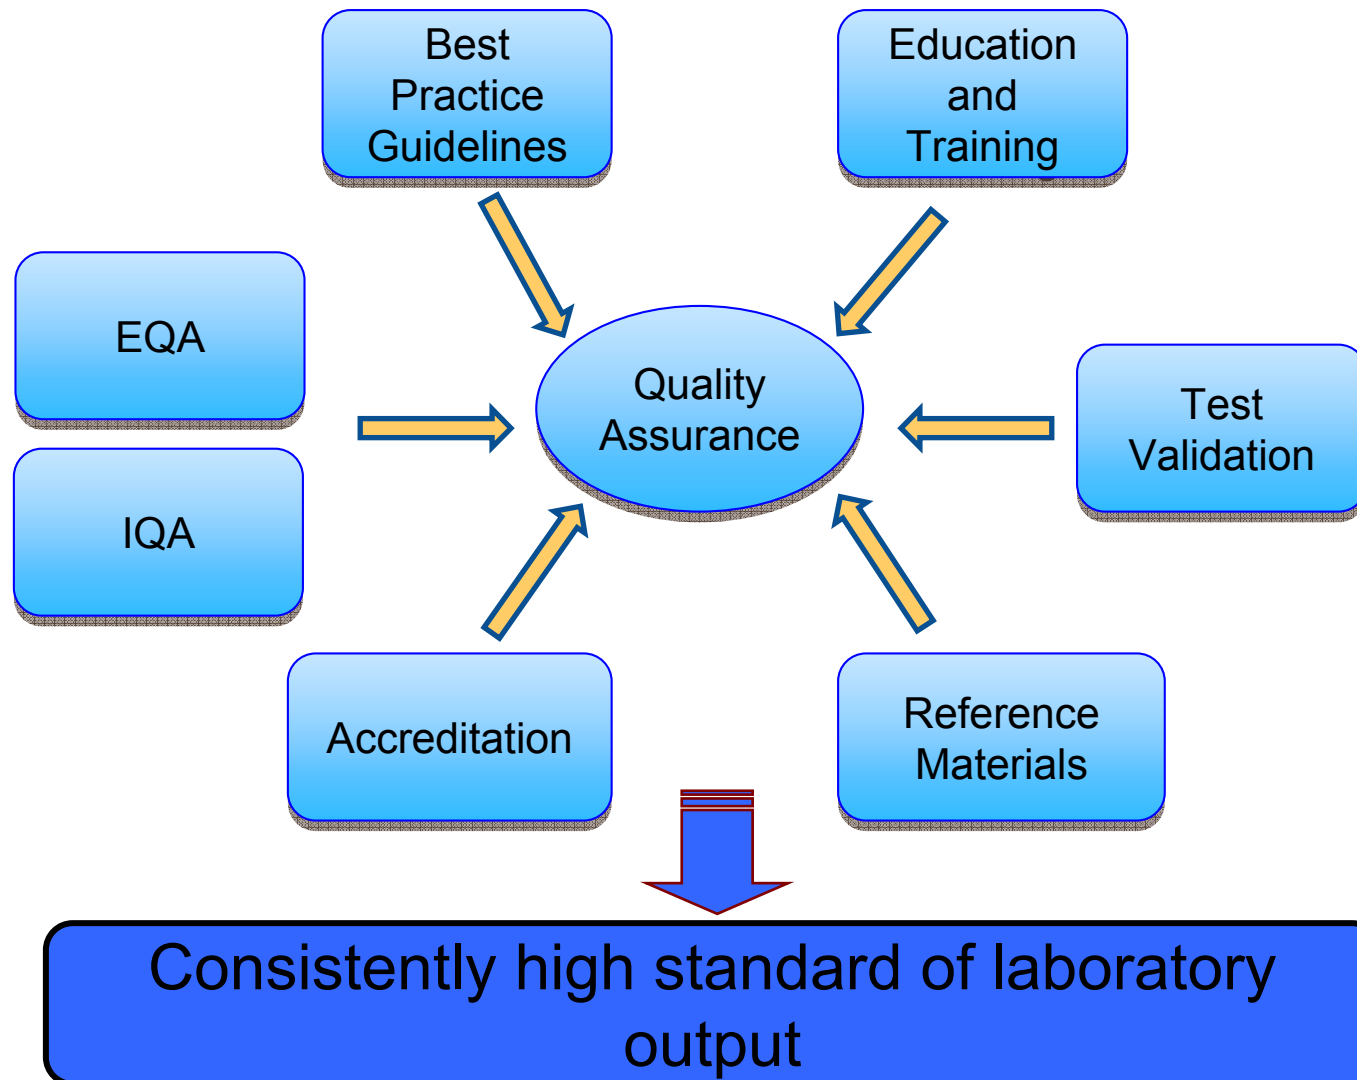 Best
Practice
Guidelines
Education
and
Training
EQA
Quality
Assurance
Test
Validation
IQA
Accreditation
Reference
Materials
Consistently high standard of laboratory
output